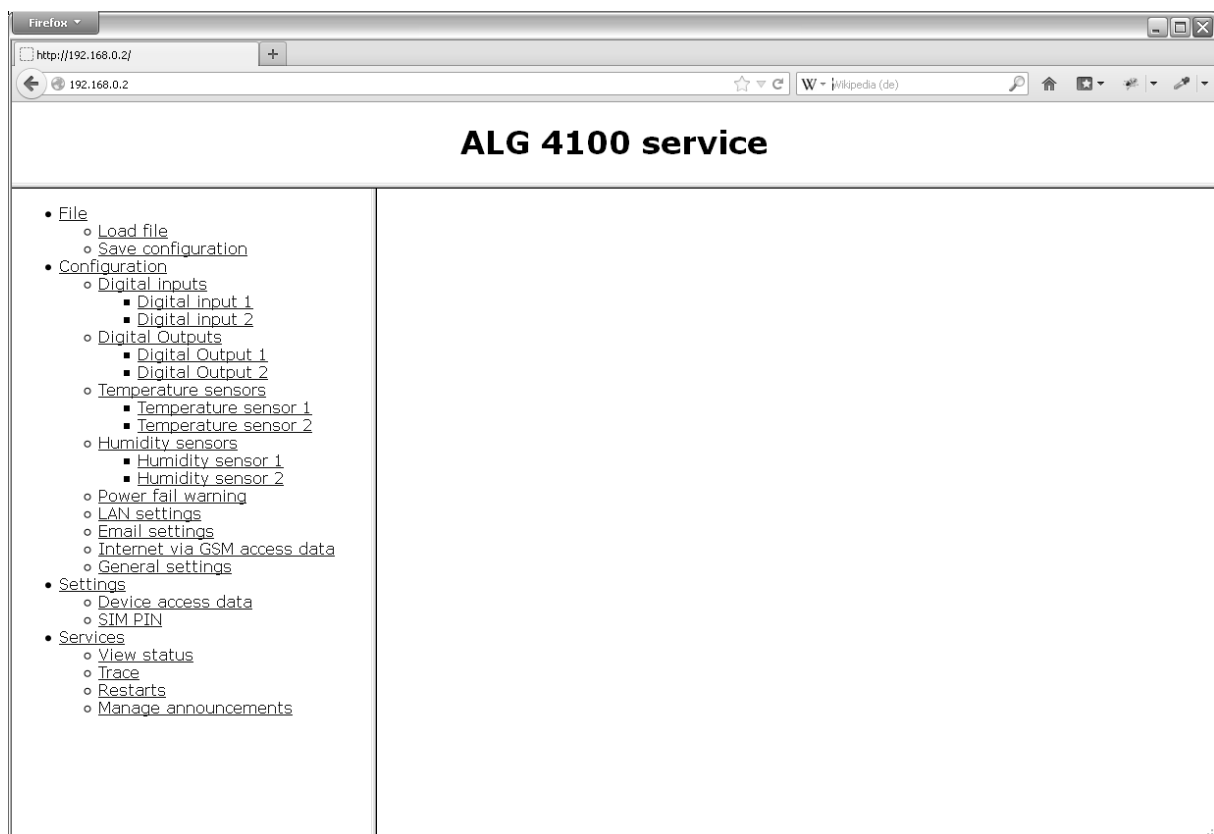 Firefox
http://192.168.0.2/
192.168.0.2
W Wikipedia (de)
ALG 4100 service
File
Load file
Save configuration
Configuration
Digital inputs
Digital input 1
Digital input 2
Digital Outputs
Digital Output 1
Digital Output 2
Temperature sensors
Temperature sensor 1
Temperature sensor 2
Humidity sensors
Humidity sensor 1
Humidity sensor 2
Power fail warning
LAN settings
Email settings
Internet via GSM access data
General settings
Settings
Device access data
SIM PIN
Services
View status
Trace
Restarts
Manage announcements